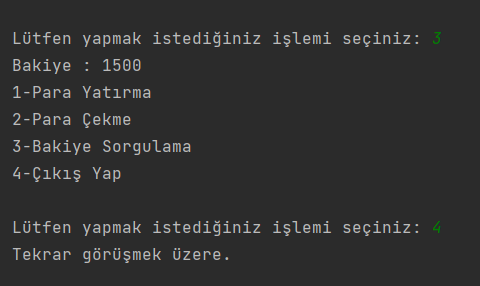 Lütfen yapmak istediğiniz işlemi seçiniz: 3
Bakiye : 1500
1-Para Yatırma
2-Para Çekme
3-Bakiye Sorgulama
4-Çıkış Yap
Lütfen yapmak istediğiniz işlemi seçiniz: 4
Tekrar görüşmek üzere.